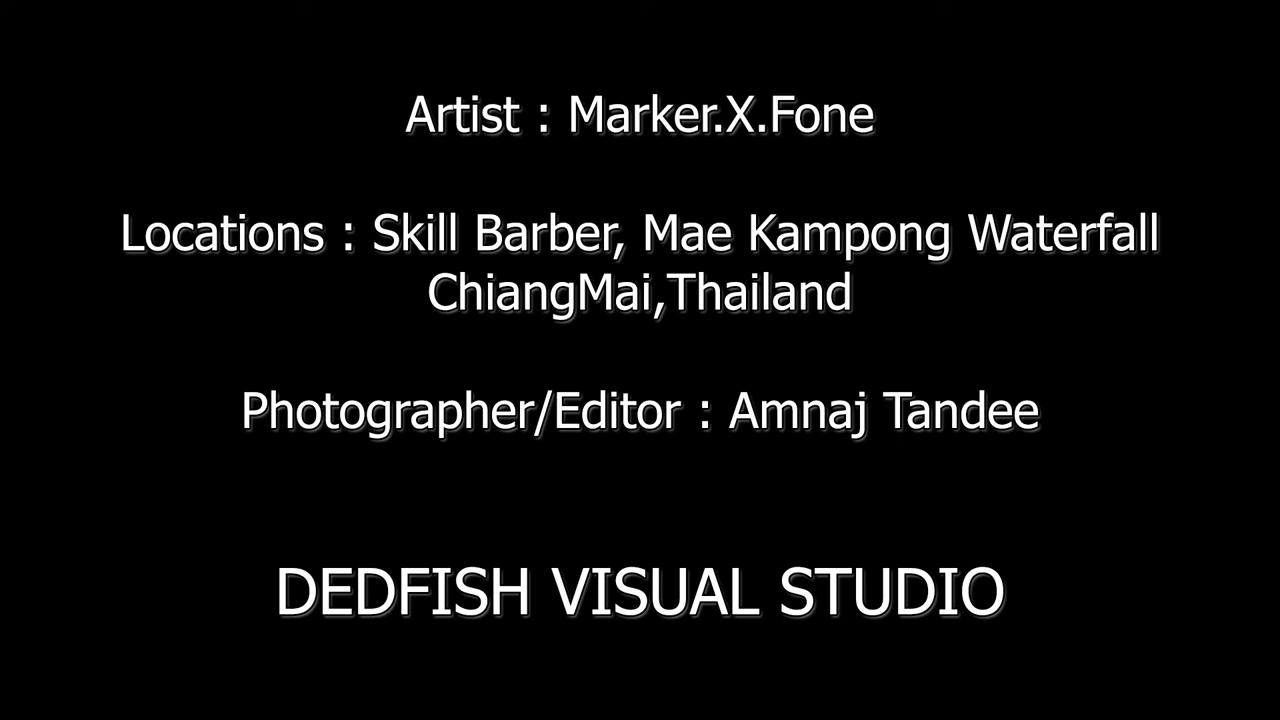 Artist : Marker.X.Fone
Locations : Skill Barber, Mae Kampong Waterfall
ChiangMai,Thailand
Photographer/Editor : Amnaj Tandee
DEDFISH VISUAL STUDIO